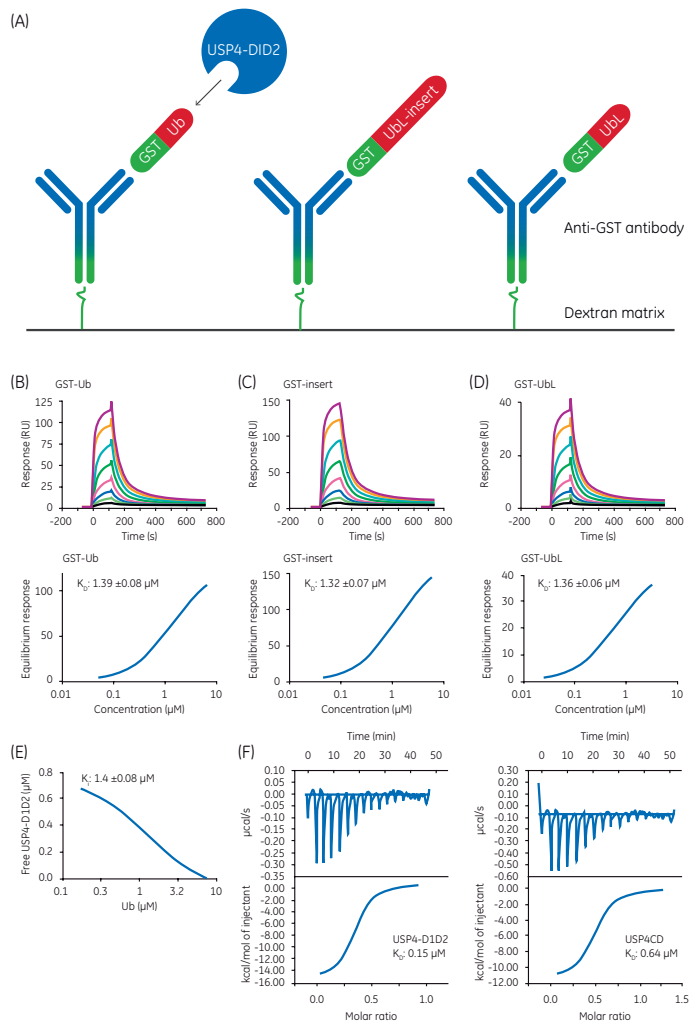 (A)
USP4-DID2
GST
Ub
GST
UbL-insert
GST
UbL
Anti-GST antibody
Dextran matrix
(B)
GST-Ub
Response (RU)
125
100
75
50
25
0
-200 0 200 400 600 800
Time (s)
(C)
GST-insert
Response (RU)
150
100
50
0
-200 0 200 400 600 800
Time (s)
(D)
GST-UbL
Response (RU)
40
20
0
-200 0 200 400 600 800
Time (s)
GST-Ub
K_D: 1.39 ±0.08 µM
Equilibrium response
100
50
0
0.01 0.1 1 10
Concentration (µM)
GST-insert
K_D: 1.32 ±0.07 µM
Equilibrium response
150
100
50
0
0.01 0.1 1 10
Concentration (µM)
GST-UbL
K_D: 1.36 ±0.06 µM
Equilibrium response
40
30
20
10
0
0.01 0.1 1 10
Concentration (µM)
(E)
K_i: 1.4 ±0.08 µM
Free USP4-D1D2 (µM)
0.8
0.6
0.4
0.2
0.0
0.1 0.3 1 3.2 10
Ub (µM)
(F)
Time (min)
0 10 20 30 40 50
µcal/s
0.10
0.05
0.00
-0.05
-0.10
-0.15
-0.20
-0.25
-0.30
-0.35
kcal/mol of injectant
0.00
-2.00
-4.00
-6.00
-8.00
-10.00
-12.00
-14.00
-16.00
USP4-D1D2
K_D: 0.15 µM
0.0 0.5 1.0
Molar ratio
Time (min)
0 10 20 30 40 50
µcal/s
0.30
0.20
0.10
0.00
-0.10
-0.20
-0.30
-0.40
-0.50
-0.60
kcal/mol of injectant
0.00
-2.00
-4.00
-6.00
-8.00
-10.00
-12.00
USP4CD
K_D: 0.64 µM
0.0 0.5 1.0 1.5
Molar ratio